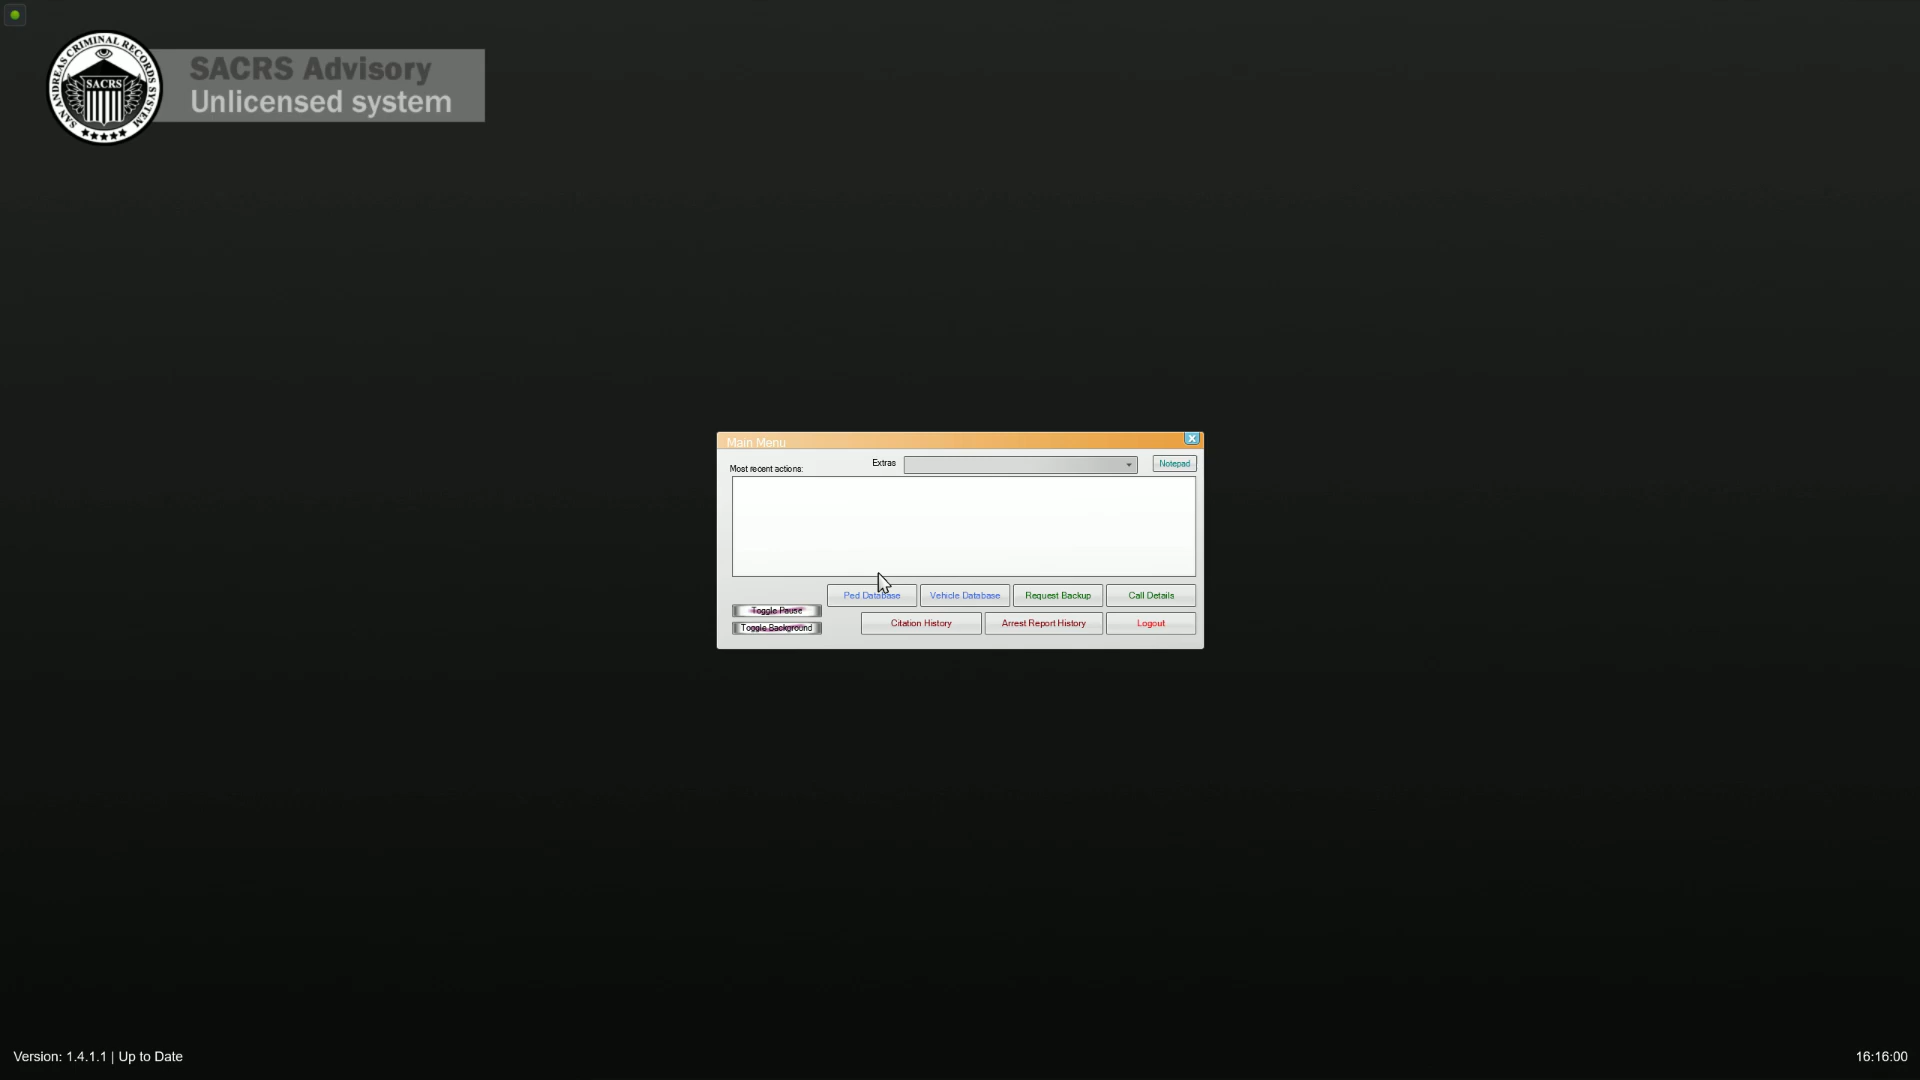 SAN ANDREAS CRIMINAL RECORDS SYSTEM
SACRS
SACRS Advisory
Unlicensed system
Main Menu
Most recent actions:
Extras
Notepad
Ped Database
Vehicle Database
Request Backup
Call Details
Toggle Pause
Toggle Background
Citation History
Arrest Report History
Logout
Version: 1.4.1.1 | Up to Date
16:16:00